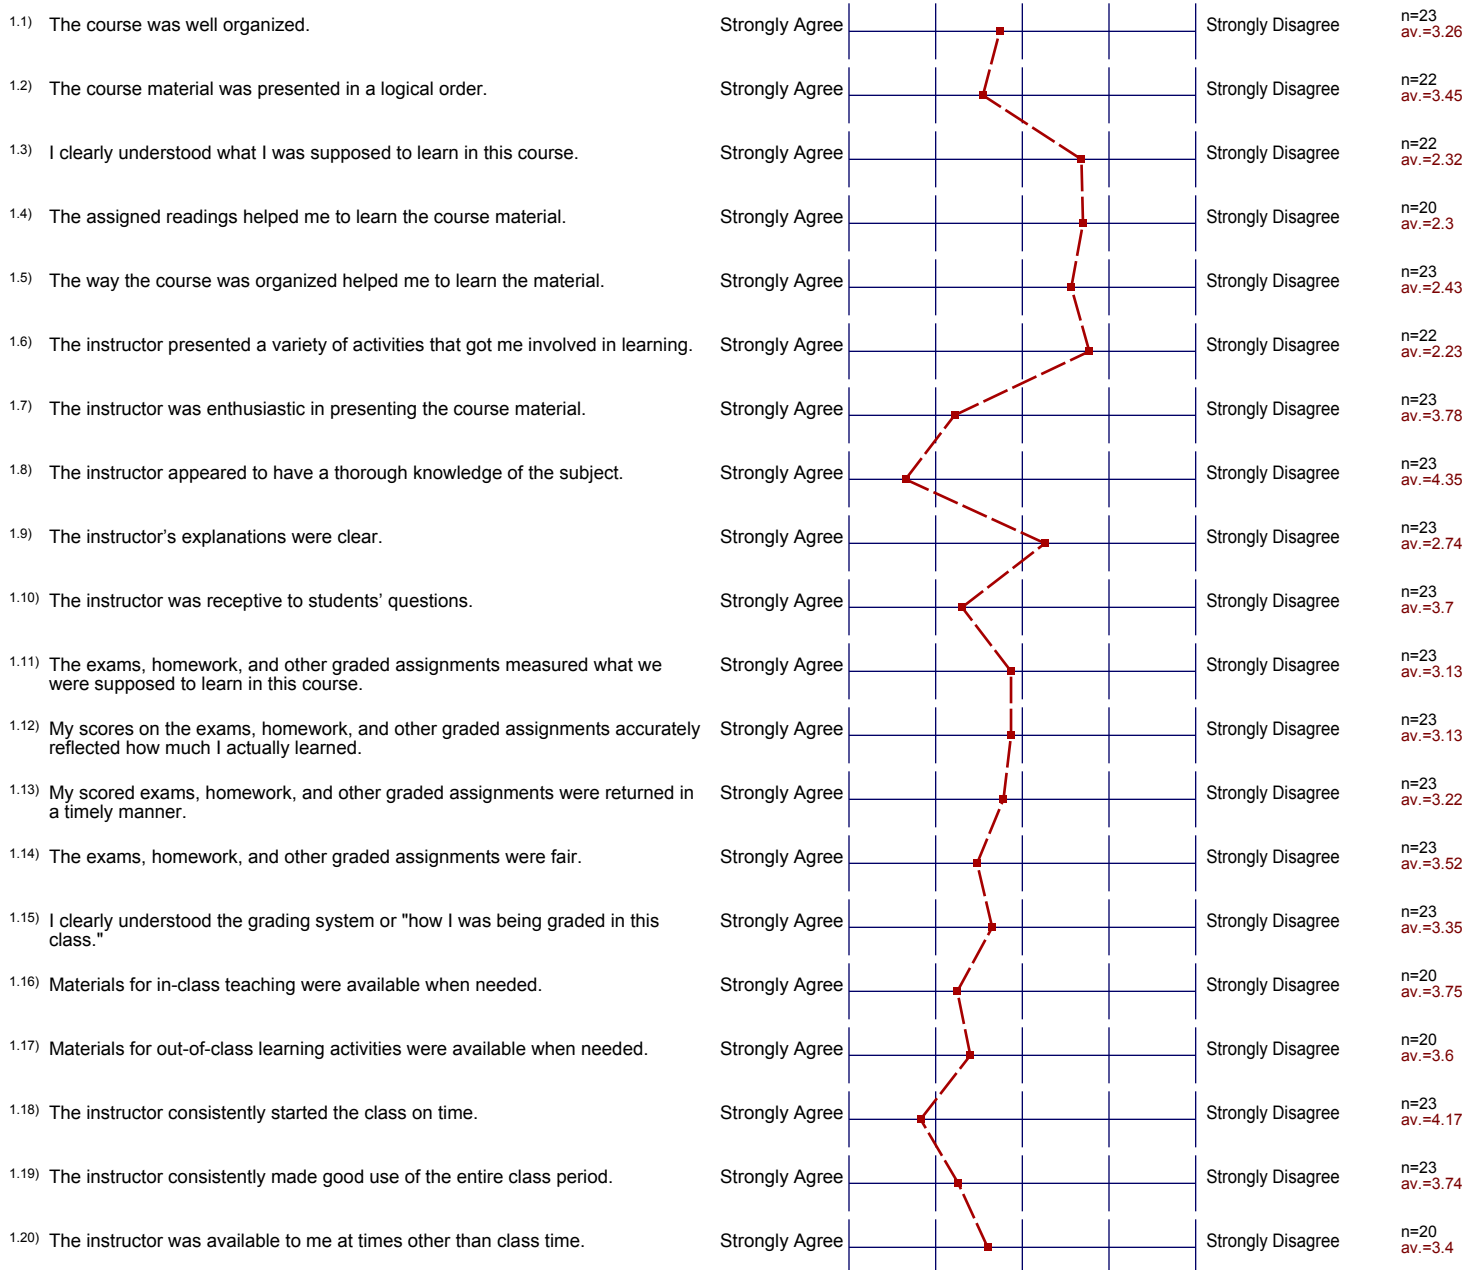 1.1) The course was well organized. Strongly Agree Strongly Disagree n=23
av.=3.26
1.2) The course material was presented in a logical order. Strongly Agree Strongly Disagree n=22
av.=3.45
1.3) I clearly understood what I was supposed to learn in this course. Strongly Agree Strongly Disagree n=22
av.=2.32
1.4) The assigned readings helped me to learn the course material. Strongly Agree Strongly Disagree n=20
av.=2.3
1.5) The way the course was organized helped me to learn the material. Strongly Agree Strongly Disagree n=23
av.=2.43
1.6) The instructor presented a variety of activities that got me involved in learning. Strongly Agree Strongly Disagree n=22
av.=2.23
1.7) The instructor was enthusiastic in presenting the course material. Strongly Agree Strongly Disagree n=23
av.=3.78
1.8) The instructor appeared to have a thorough knowledge of the subject. Strongly Agree Strongly Disagree n=23
av.=4.35
1.9) The instructor’s explanations were clear. Strongly Agree Strongly Disagree n=23
av.=2.74
1.10) The instructor was receptive to students’ questions. Strongly Agree Strongly Disagree n=23
av.=3.7
1.11) The exams, homework, and other graded assignments measured what we Strongly Agree Strongly Disagree n=23
were supposed to learn in this course. av.=3.13
1.12) My scores on the exams, homework, and other graded assignments accurately Strongly Agree Strongly Disagree n=23
reflected how much I actually learned. av.=3.13
1.13) My scored exams, homework, and other graded assignments were returned in Strongly Agree Strongly Disagree n=23
a timely manner. av.=3.22
1.14) The exams, homework, and other graded assignments were fair. Strongly Agree Strongly Disagree n=23
av.=3.52
1.15) I clearly understood the grading system or "how I was being graded in this Strongly Agree Strongly Disagree n=23
class." av.=3.35
1.16) Materials for in-class teaching were available when needed. Strongly Agree Strongly Disagree n=20
av.=3.75
1.17) Materials for out-of-class learning activities were available when needed. Strongly Agree Strongly Disagree n=20
av.=3.6
1.18) The instructor consistently started the class on time. Strongly Agree Strongly Disagree n=23
av.=4.17
1.19) The instructor consistently made good use of the entire class period. Strongly Agree Strongly Disagree n=23
av.=3.74
1.20) The instructor was available to me at times other than class time. Strongly Agree Strongly Disagree n=20
av.=3.4